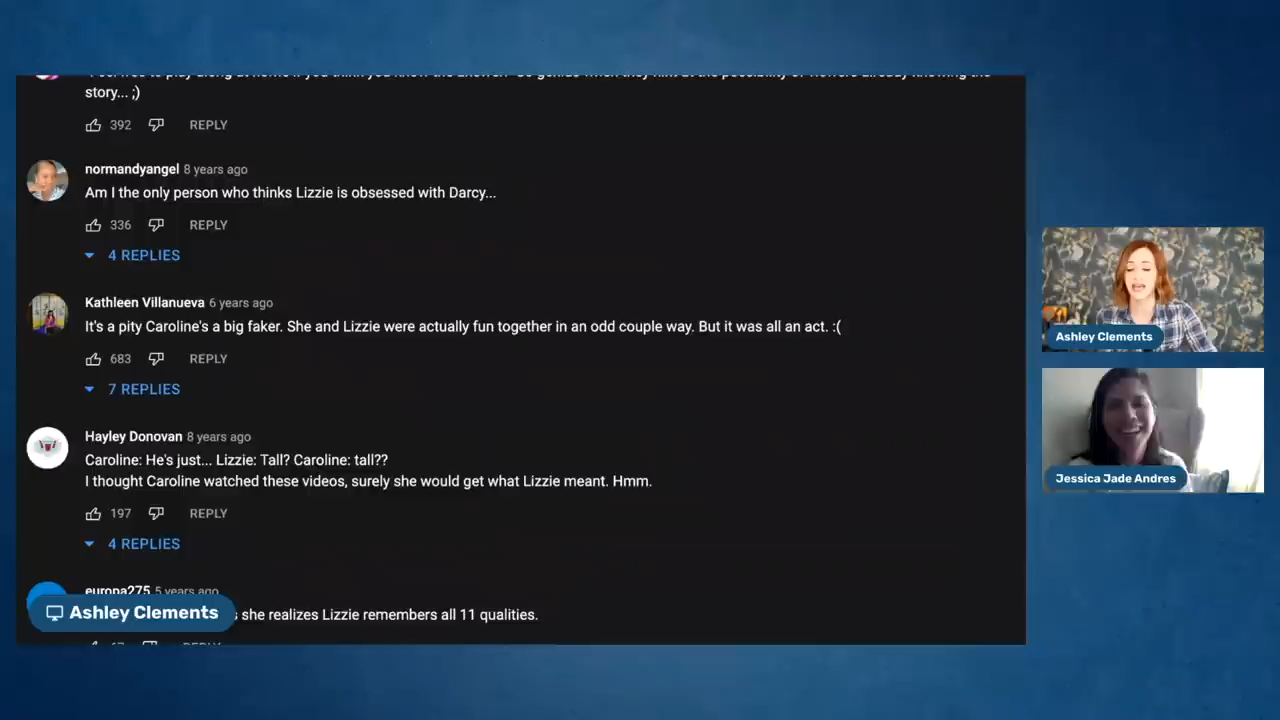 story... ;)
392 REPLY
normandyangel 8 years ago
Am I the only person who thinks Lizzie is obsessed with Darcy...
336 REPLY
4 REPLIES
Kathleen Villanueva 6 years ago
It's a pity Caroline's a big faker. She and Lizzie were actually fun together in an odd couple way. But it was all an act. :(
683 REPLY
7 REPLIES
Hayley Donovan 8 years ago
Caroline: He's just... Lizzie: Tall? Caroline: tall??
I thought Caroline watched these videos, surely she would get what Lizzie meant. Hmm.
197 REPLY
4 REPLIES
europa275 5 years ago
she realizes Lizzie remembers all 11 qualities.
Ashley Clements
Ashley Clements
Jessica Jade Andres